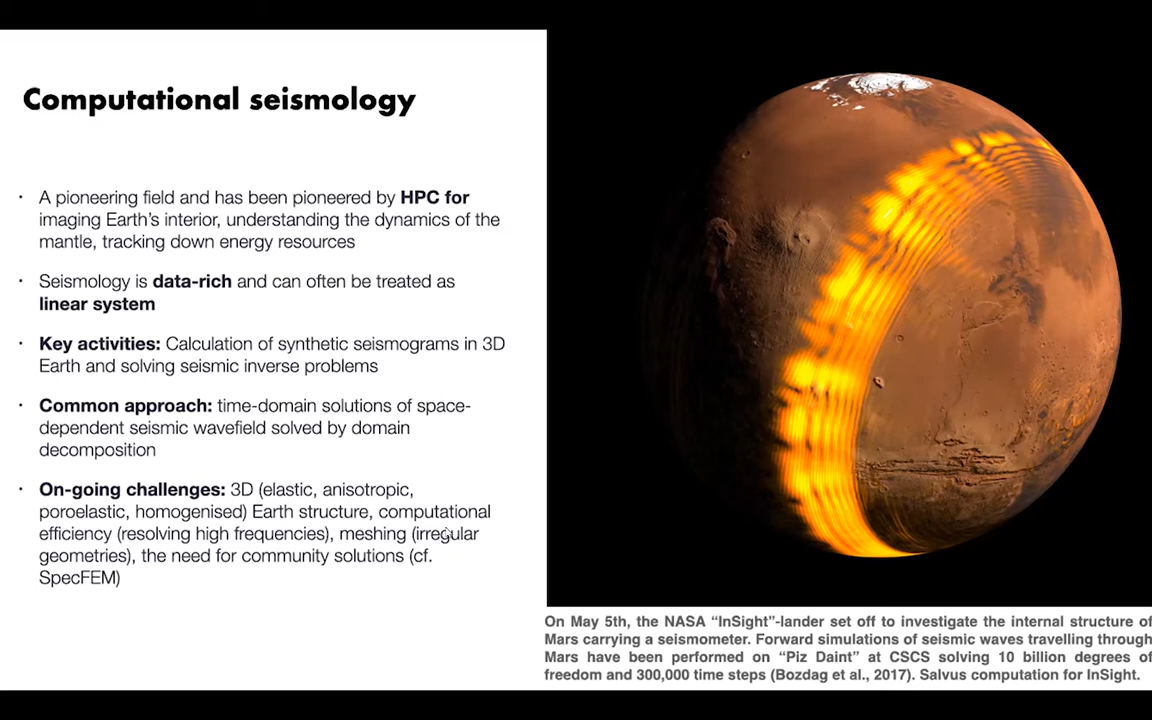 Computational seismology
· A pioneering field and has been pioneered by HPC for
imaging Earth's interior, understanding the dynamics of the
mantle, tracking down energy resources
· Seismology is data-rich and can often be treated as
linear system
· Key activities: Calculation of synthetic seismograms in 3D
Earth and solving seismic inverse problems
· Common approach: time-domain solutions of space-
dependent seismic wavefield solved by domain
decomposition
· On-going challenges: 3D (elastic, anisotropic,
poroelastic, homogenised) Earth structure, computational
efficiency (resolving high frequencies), meshing (irregular
geometries), the need for community solutions (cf.
SpecFEM)
On May 5th, the NASA "InSight"-lander set off to investigate the internal structure of
Mars carrying a seismometer. Forward simulations of seismic waves travelling through
Mars have been performed on "Piz Daint" at CSCS solving 10 billion degrees of
freedom and 300,000 time steps (Bozdag et al., 2017). Salvus computation for InSight.